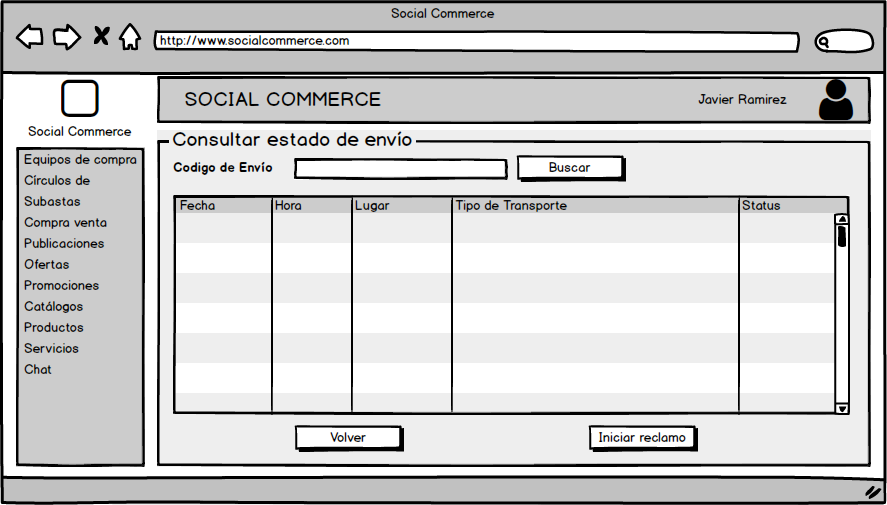 Social Commerce
http://www.socialcommerce.com
Social Commerce
SOCIAL COMMERCE
Javier Ramirez
Equipos de compra
Círculos de
Subastas
Compra venta
Publicaciones
Ofertas
Promociones
Catálogos
Productos
Servicios
Chat
Consultar estado de envío
Codigo de Envío
Buscar
Fecha Hora Lugar Tipo de Transporte Status
Volver Iniciar reclamo